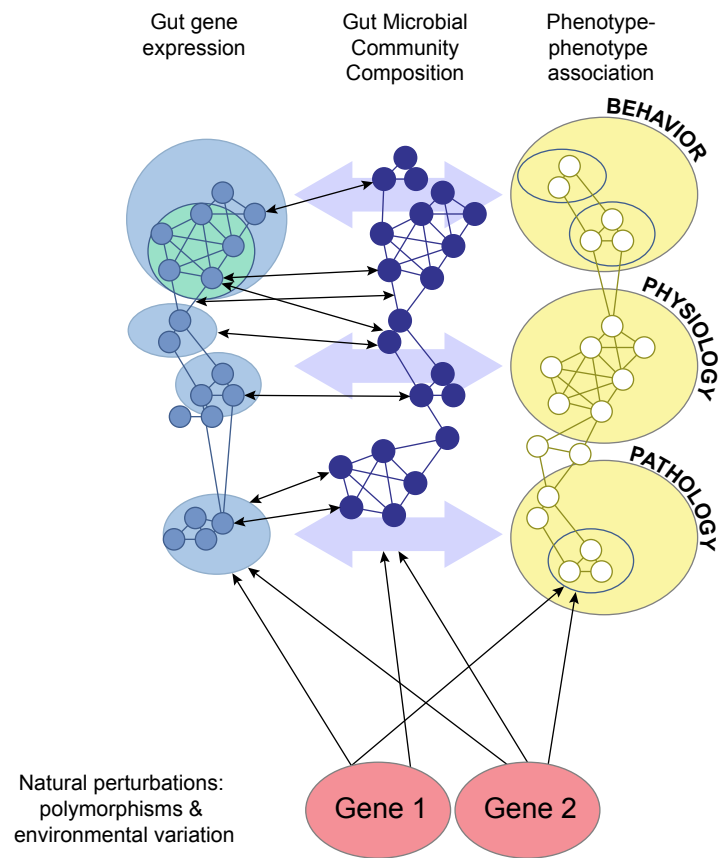 Gut gene
expression
Gut Microbial
Community
Composition
Phenotype-
phenotype
association
BEHAVIOR
PHYSIOLOGY
PATHOLOGY
Natural perturbations:
polymorphisms &
environmental variation
Gene 1
Gene 2